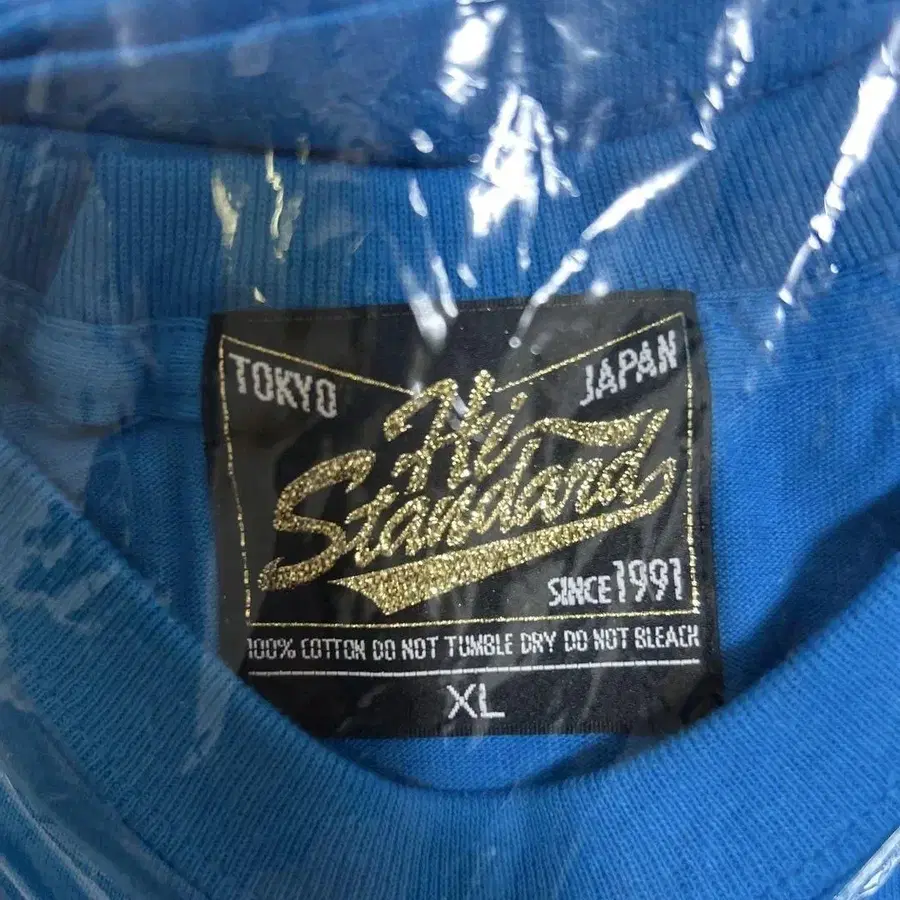 TOKYO
JAPAN
Hi
Standard
SINCE 1991
100% COTTON DO NOT TUMBLE DRY DO NOT BLEACH
XL